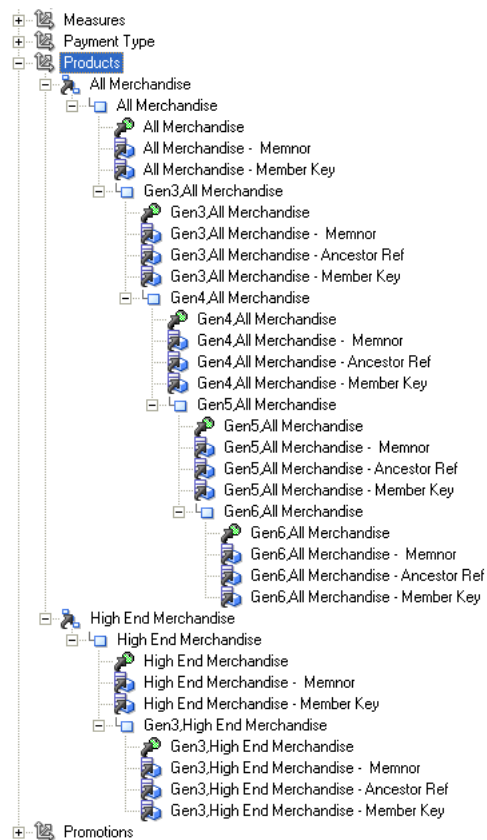 Measures
Payment Type
Products
All Merchandise
All Merchandise
All Merchandise
All Merchandise -  Memnor
All Merchandise - Member Key
Gen3,All Merchandise
Gen3,All Merchandise
Gen3,All Merchandise -  Memnor
Gen3,All Merchandise - Ancestor Ref
Gen3,All Merchandise - Member Key
Gen4,All Merchandise
Gen4,All Merchandise
Gen4,All Merchandise -  Memnor
Gen4,All Merchandise - Ancestor Ref
Gen4,All Merchandise - Member Key
Gen5,All Merchandise
Gen5,All Merchandise
Gen5,All Merchandise -  Memnor
Gen5,All Merchandise - Ancestor Ref
Gen5,All Merchandise - Member Key
Gen6,All Merchandise
Gen6,All Merchandise
Gen6,All Merchandise -  Memnor
Gen6,All Merchandise - Ancestor Ref
Gen6,All Merchandise - Member Key
High End Merchandise
High End Merchandise
High End Merchandise
High End Merchandise -  Memnor
High End Merchandise - Member Key
Gen3,High End Merchandise
Gen3,High End Merchandise
Gen3,High End Merchandise -  Memnor
Gen3,High End Merchandise - Ancestor Ref
Gen3,High End Merchandise - Member Key
Promotions